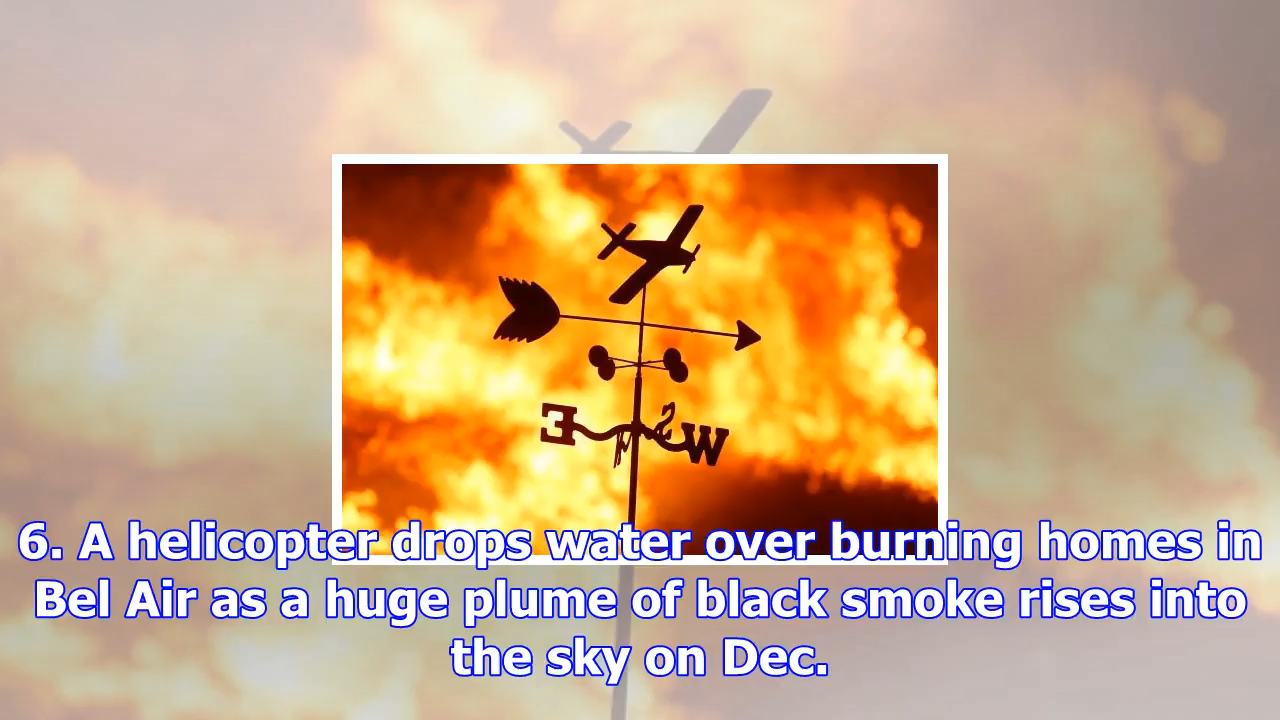 E S W
6. A helicopter drops water over burning homes in
Bel Air as a huge plume of black smoke rises into
the sky on Dec.